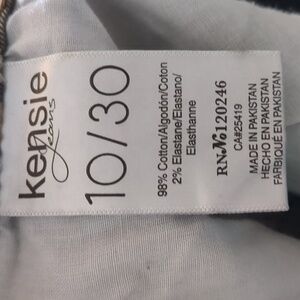 kensie
jeans
10/30
98% Cotton/Algodón/Coton
2% Elastane/Elastano/
Elasthanne
RN№120246
CA#25419
MADE IN PAKISTAN
HECHO EN PAKISTAN
FABRIQUE EN PAKISTAN